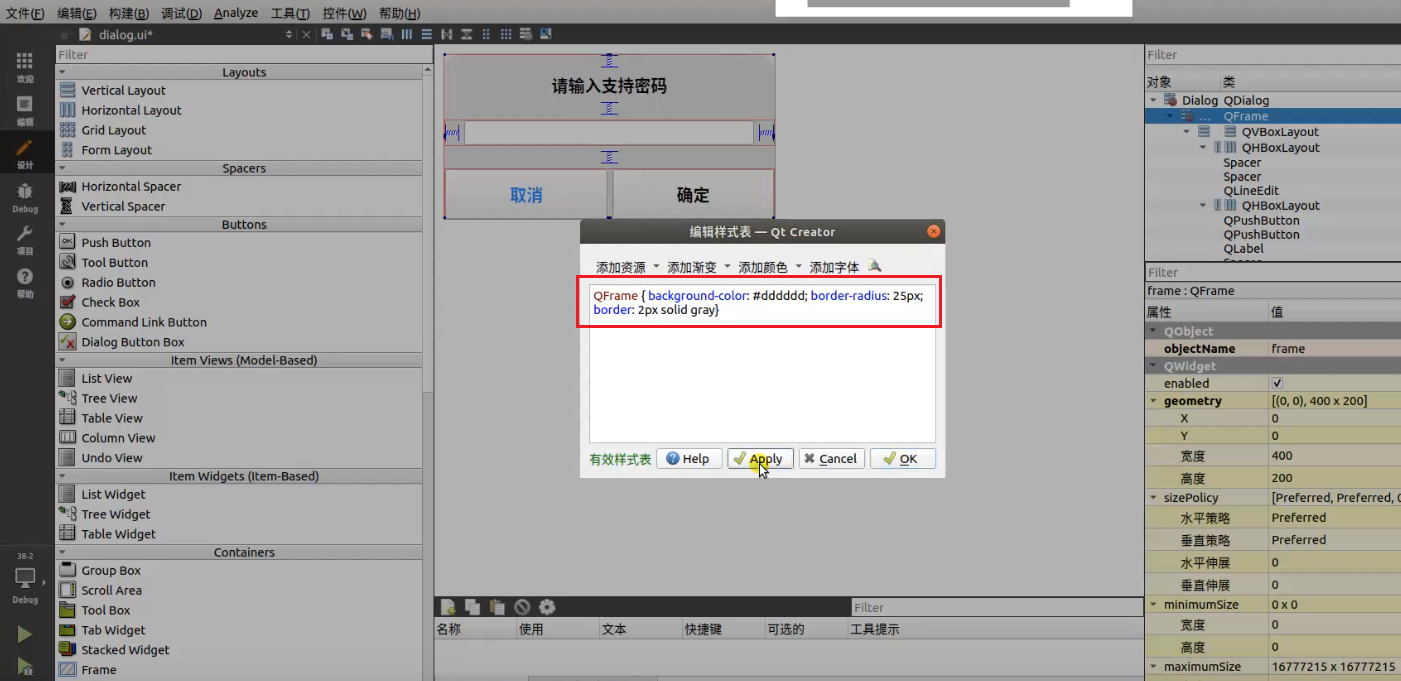 文件(F) 编辑(E) 构建(B) 调试(D) Analyze 工具(T) 控件(W) 帮助(H)
dialog.ui*
欢迎
编辑
设计
Debug
项目
帮助
3B-2
Debug
Filter
Layouts
Vertical Layout
Horizontal Layout
Grid Layout
Form Layout
Spacers
Horizontal Spacer
Vertical Spacer
Buttons
Push Button
Tool Button
Radio Button
Check Box
Command Link Button
Dialog Button Box
Item Views (Model-Based)
List View
Tree View
Table View
Column View
Undo View
Item Widgets (Item-Based)
List Widget
Tree Widget
Table Widget
Containers
Group Box
Scroll Area
Tool Box
Tab Widget
Stacked Widget
Frame
请输入支持密码
取消 确定
编辑样式表 — Qt Creator
添加资源 添加渐变 添加颜色 添加字体
QFrame { background-color: #dddddd; border-radius: 25px;
border: 2px solid gray}
有效样式表 Help Apply Cancel OK
Filter
名称 使用 文本 快捷键 可选的 工具提示
Filter
对象 类
Dialog QDialog
... QFrame
QVBoxLayout
QHBoxLayout
Spacer
Spacer
QLineEdit
QHBoxLayout
QPushButton
QPushButton
QLabel
Filter
frame : QFrame
属性 值
QObject
objectName frame
QWidget
enabled
geometry [(0, 0), 400 x 200]
X 0
Y 0
宽度 400
高度 200
sizePolicy [Preferred, Preferred, 0
水平策略 Preferred
垂直策略 Preferred
水平伸展 0
垂直伸展 0
minimumSize 0 x 0
宽度 0
高度 0
maximumSize 16777215 x 16777215